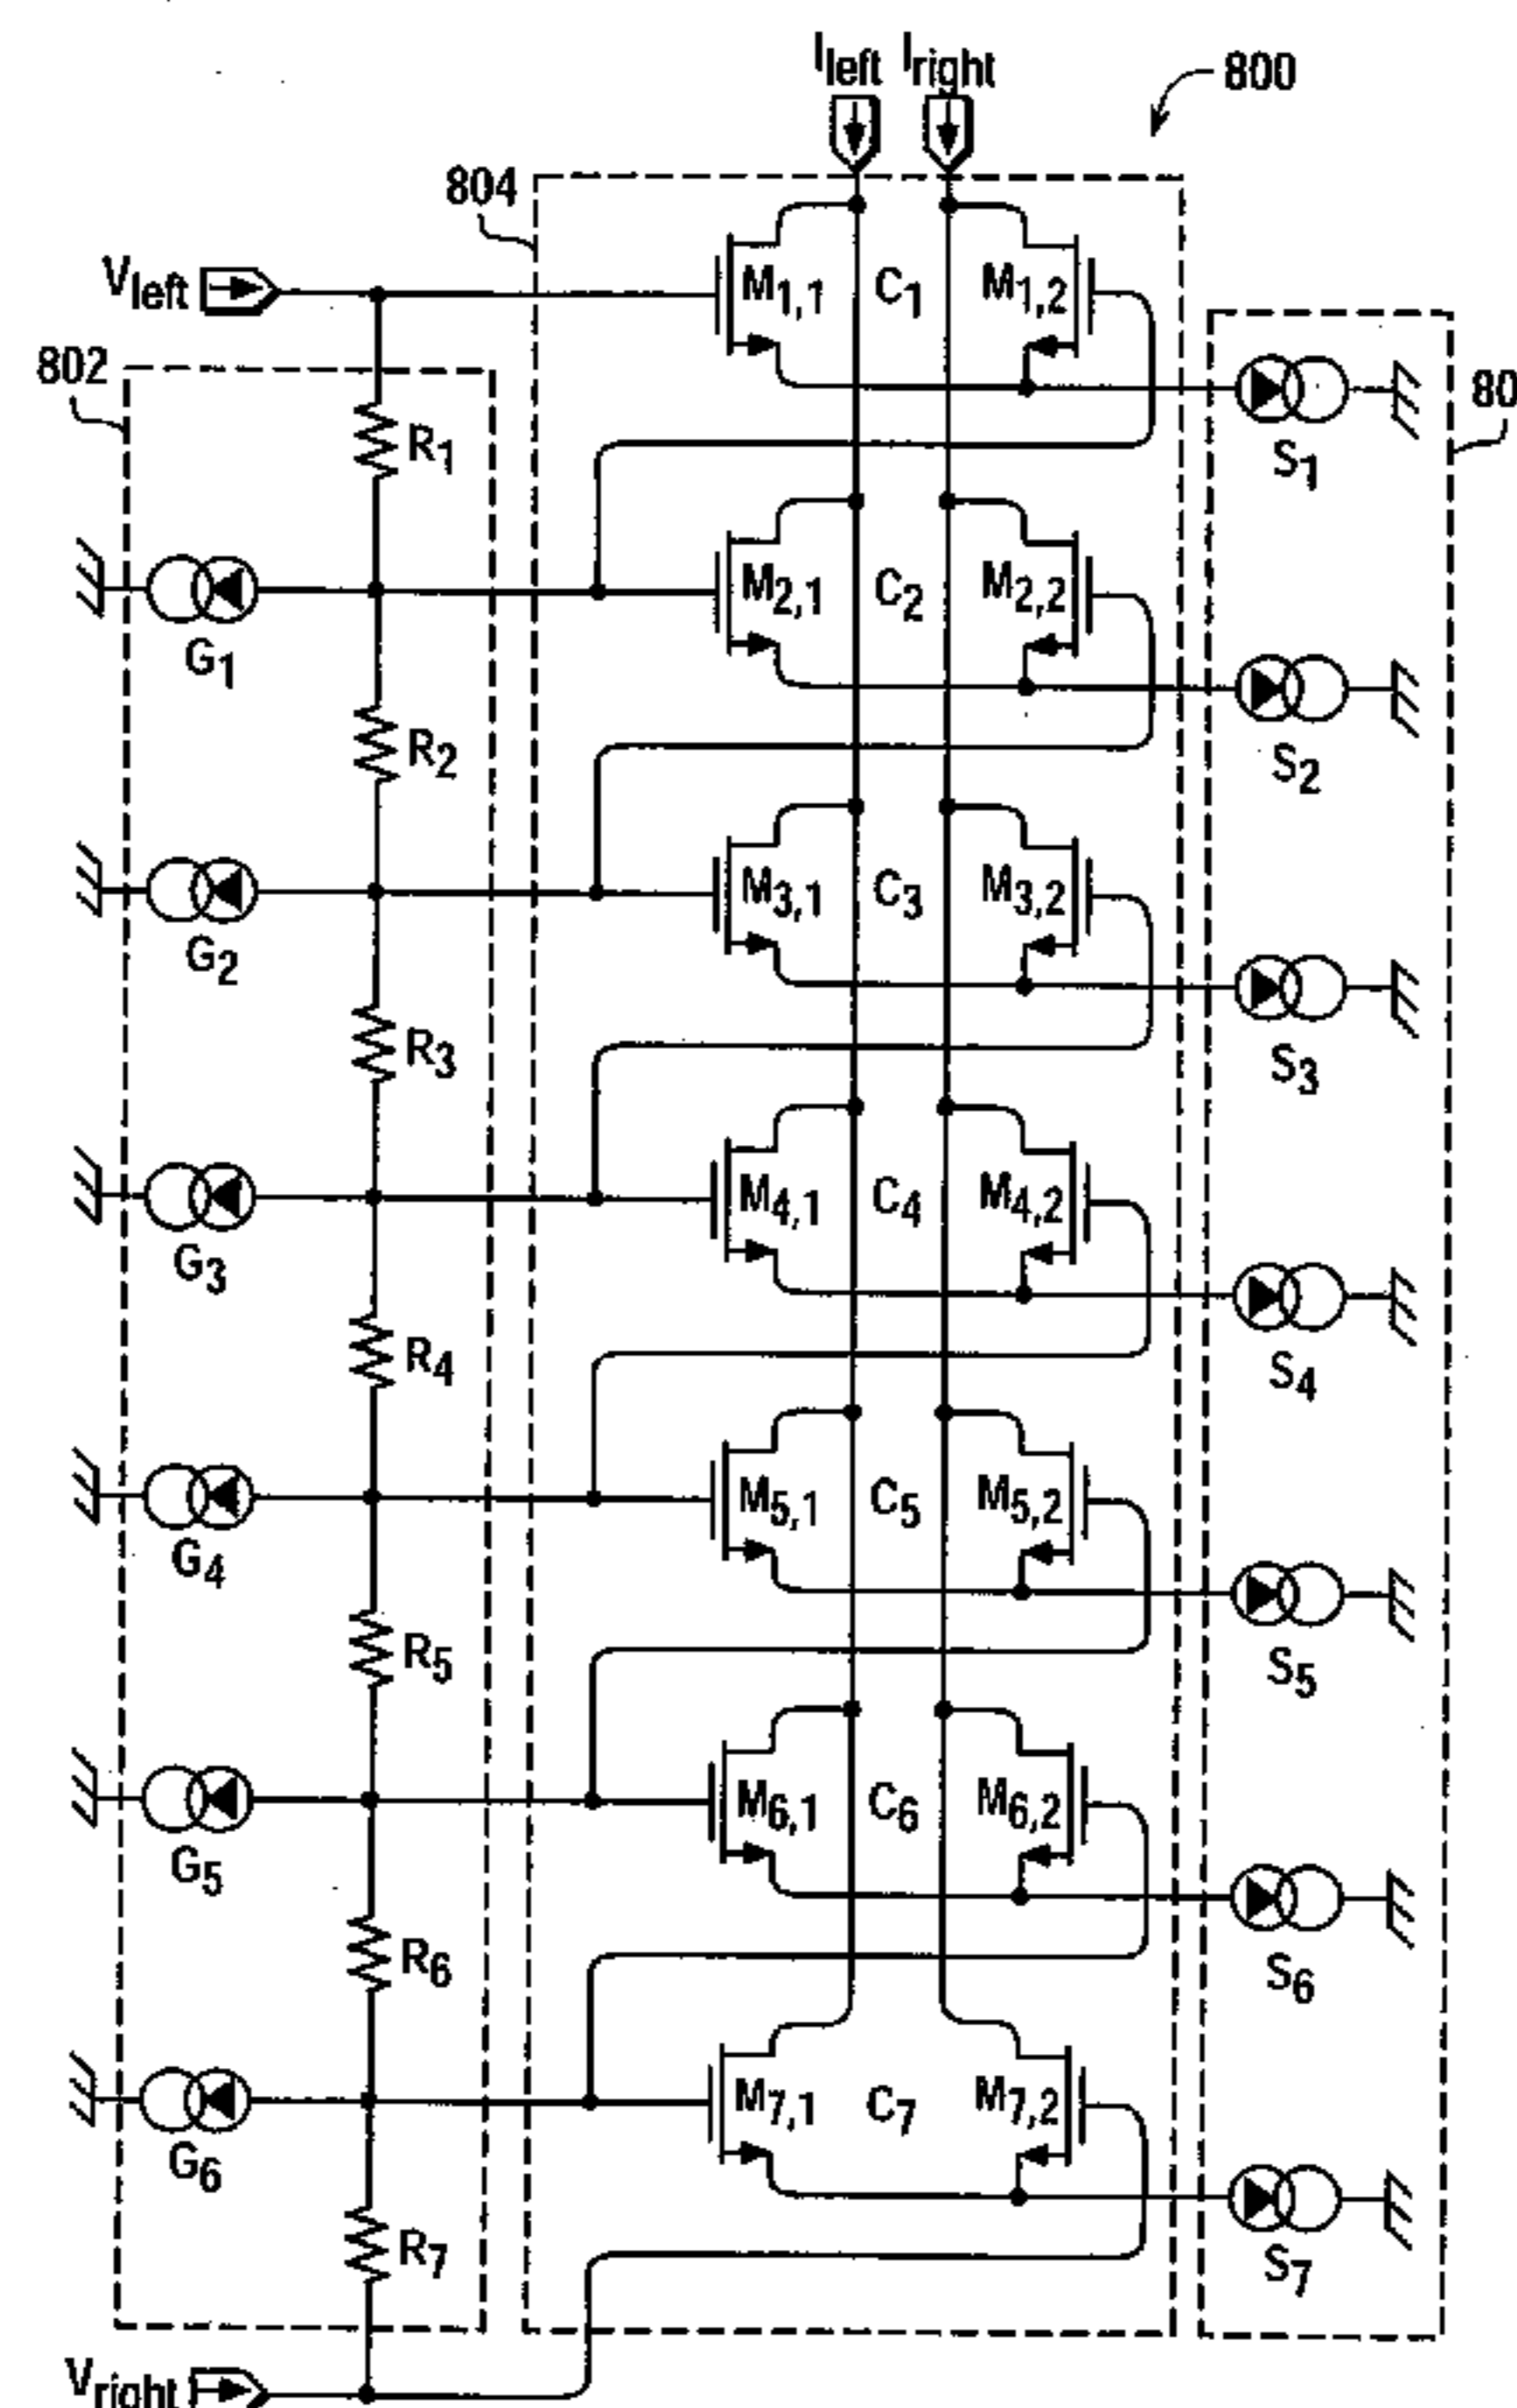 Ileft Iright
800
804
Vleft
M1,1 C1 M1,2
802
80
R1
S1
M2,1 C2 M2,2
G1
R2
S2
M3,1 C3 M3,2
G2
R3
S3
M4,1 C4 M4,2
G3
R4
S4
M5,1 C5 M5,2
G4
R5
S5
M6,1 C6 M6,2
G5
R6
S6
M7,1 C7 M7,2
G6
R7
S7
Vright